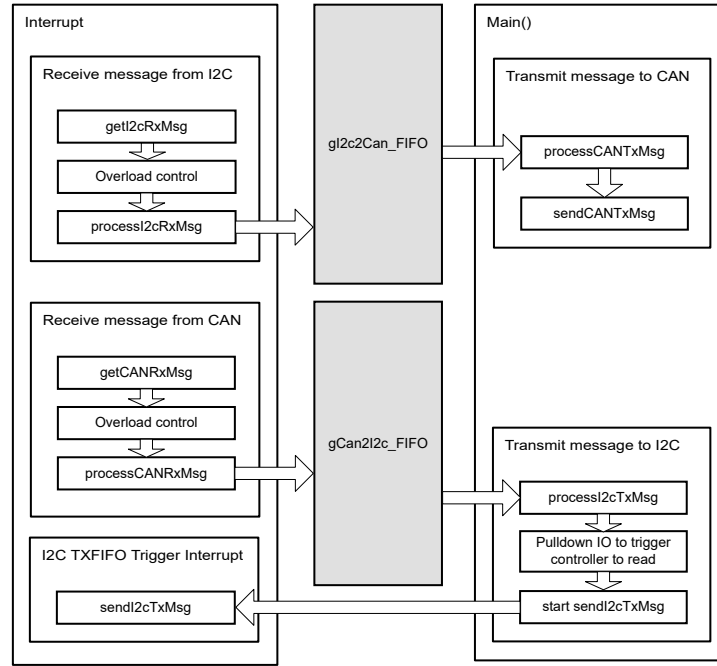 Interrupt
Receive message from I2C
getI2cRxMsg
Overload control
processI2cRxMsg
Receive message from CAN
getCANRxMsg
Overload control
processCANRxMsg
I2C TXFIFO Trigger Interrupt
sendI2cTxMsg
gI2c2Can_FIFO
gCan2I2c_FIFO
Main()
Transmit message to CAN
processCANTxMsg
sendCANTxMsg
Transmit message to I2C
processI2cTxMsg
Pulldown IO to trigger
controller to read
start sendI2cTxMsg